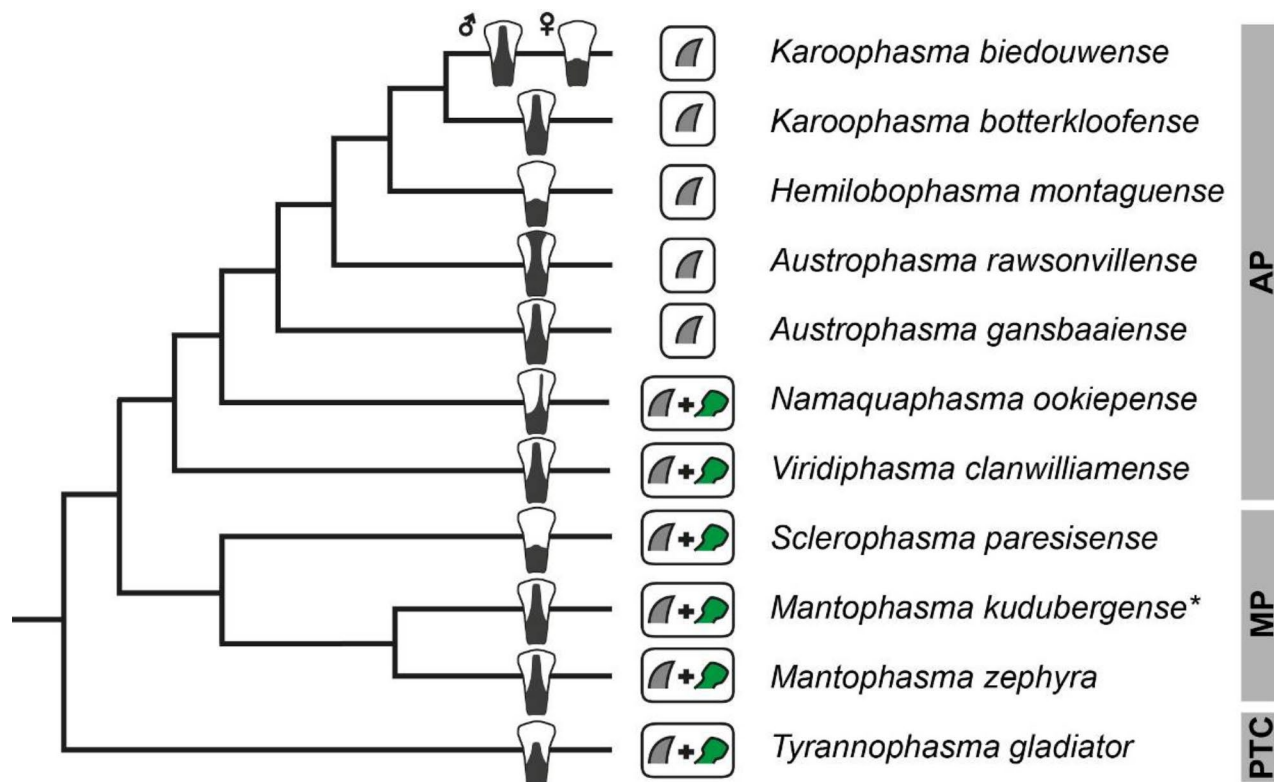 ♂ ♀
Karoophasma biedouwense
Karoophasma botterkloofense
Hemilobophasma montaguense
Austrophasma rawsonvillense
Austrophasma gansbaaiense
+ Namaquaphasma ookiepense
+ Viridiphasma clanwilliamense
+ Sclerophasma paresisense
+ Mantophasma kudubergense*
+ Mantophasma zephyra
+ Tyrannophasma gladiator
AP
MP
PTC